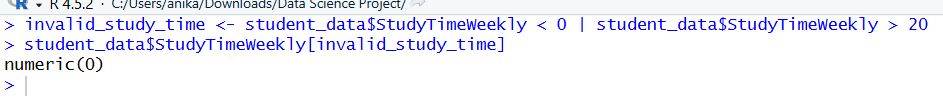 R 4.5.2 · C:/Users/anika/Downloads/Data Science Project/
> invalid_study_time <- student_data$StudyTimeWeekly < 0 | student_data$StudyTimeWeekly > 20
> student_data$StudyTimeWeekly[invalid_study_time]
numeric(0)
>